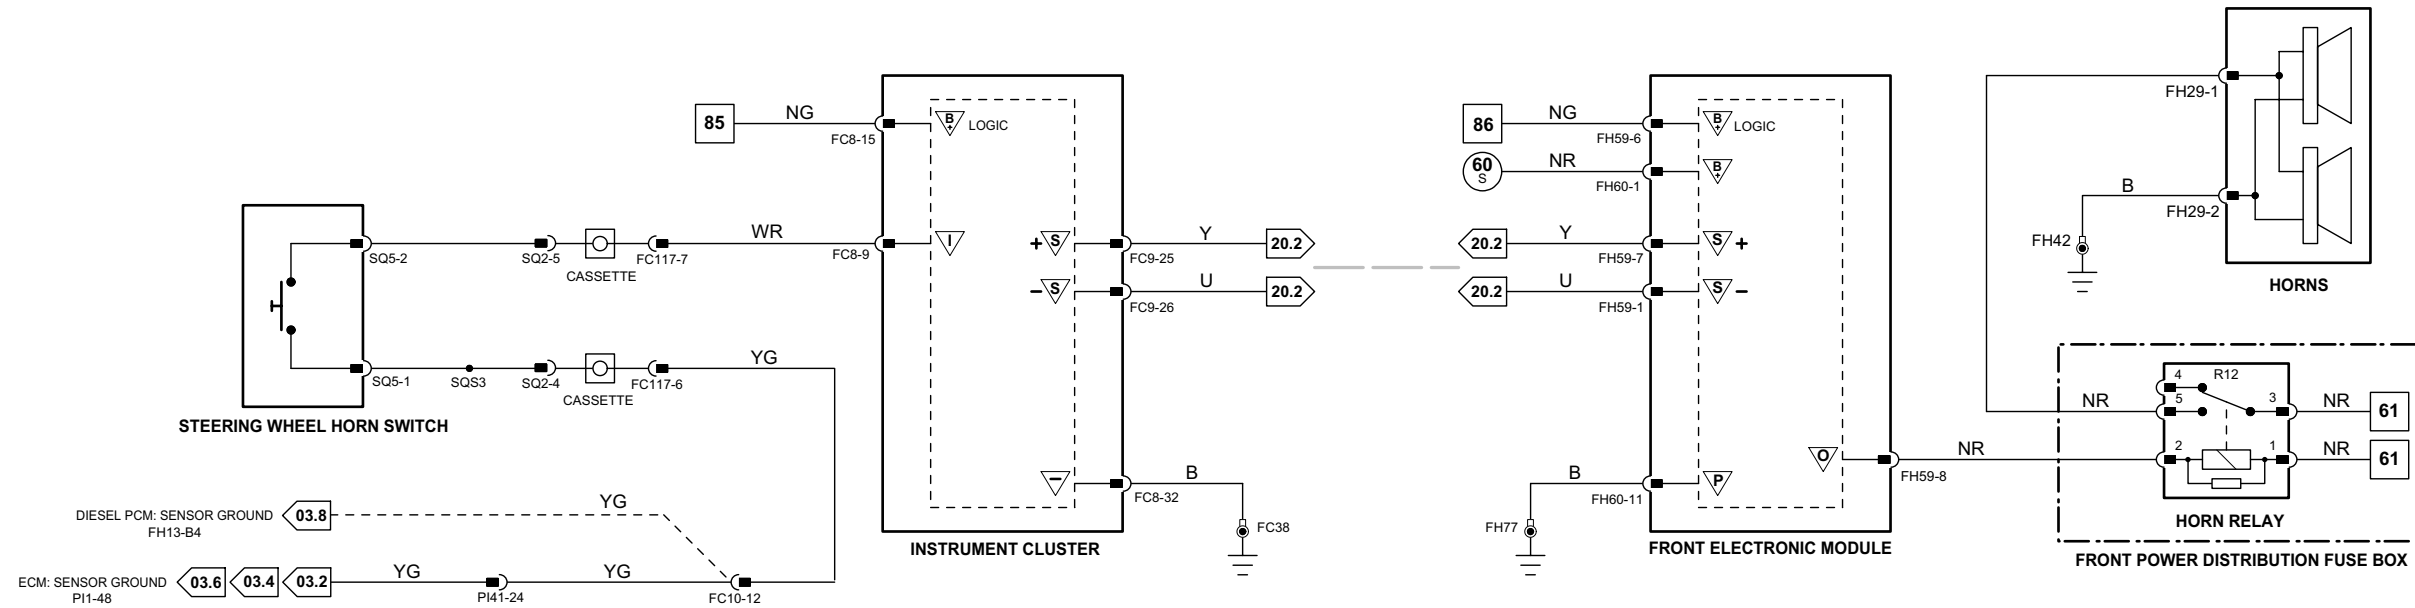 85
NG
FC8-15
B
+
LOGIC
SQ5-2
SQ2-5
CASSETTE
FC117-7
WR
FC8-9
I
SQ5-1
SQS3
SQ2-4
CASSETTE
FC117-6
YG
STEERING WHEEL HORN SWITCH
+
S
FC9-25
Y
20.2
–
S
FC9-26
U
20.2
–
FC8-32
B
FC38
INSTRUMENT CLUSTER
DIESEL PCM: SENSOR GROUND
FH13-B4
03.8
YG
ECM: SENSOR GROUND
PI1-48
03.6
03.4
03.2
YG
PI41-24
YG
FC10-12
86
NG
FH59-6
B
+
LOGIC
60
S
NR
FH60-1
B
+
20.2
Y
FH59-7
S
+
20.2
U
FH59-1
S
–
B
FH60-11
P
FH77
O
FH59-8
NR
FRONT ELECTRONIC MODULE
FH29-1
B
FH29-2
FH42
HORNS
4
R12
NR
5
3
NR
61
2
1
NR
61
HORN RELAY
FRONT POWER DISTRIBUTION FUSE BOX